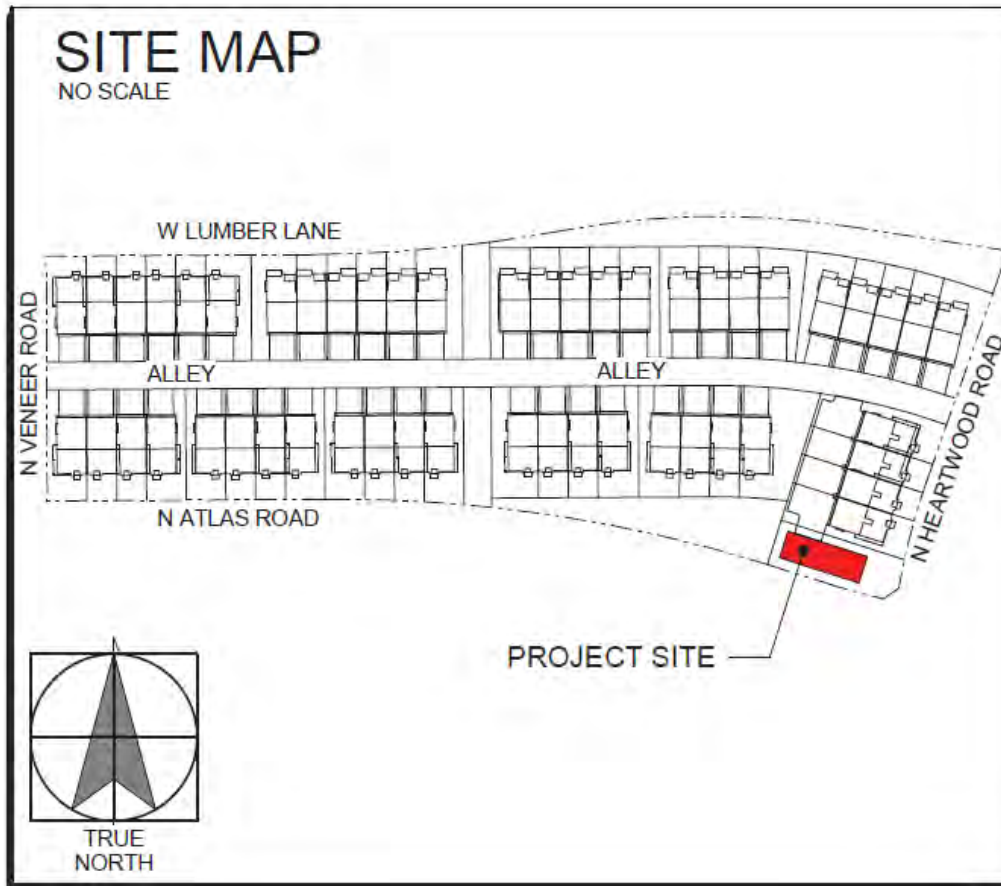 SITE MAP
NO SCALE
W LUMBER LANE
N VENEER ROAD
ALLEY
ALLEY
N HEARTWOOD ROAD
N ATLAS ROAD
PROJECT SITE
TRUE
NORTH